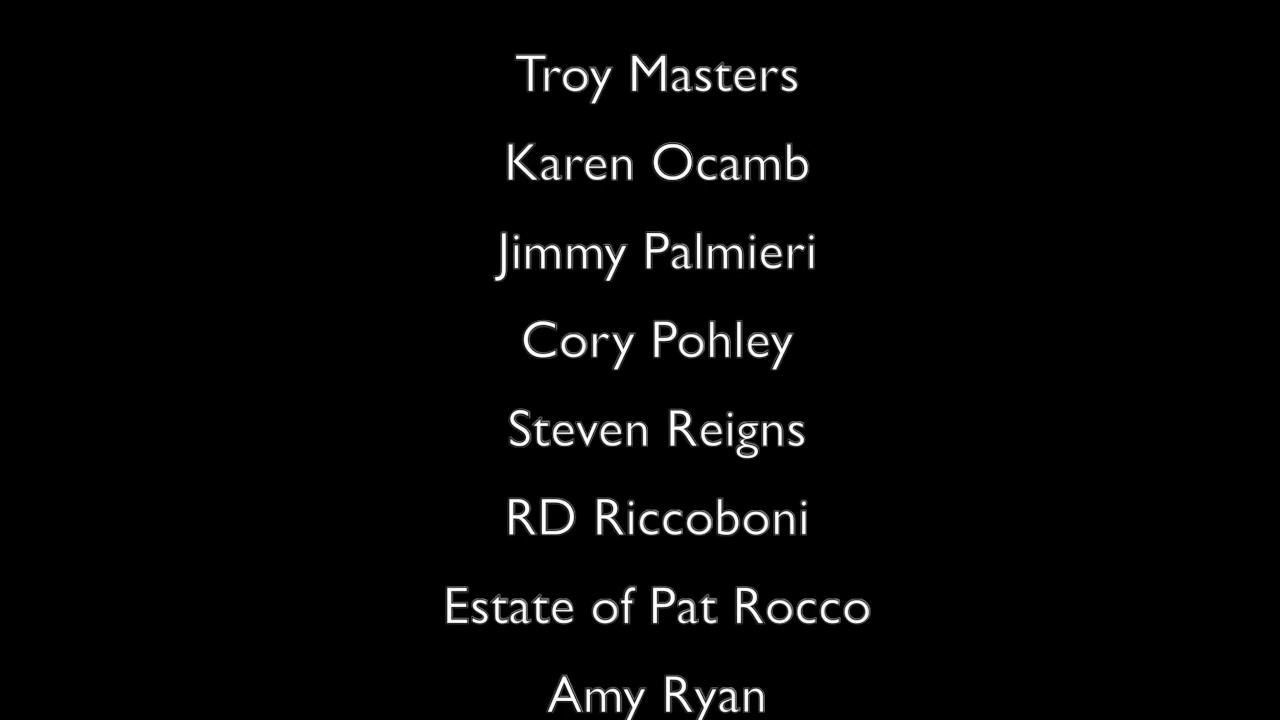 Troy Masters
Karen Ocamb
Jimmy Palmieri
Cory Pohley
Steven Reigns
RD Riccoboni
Estate of Pat Rocco
Amy Ryan